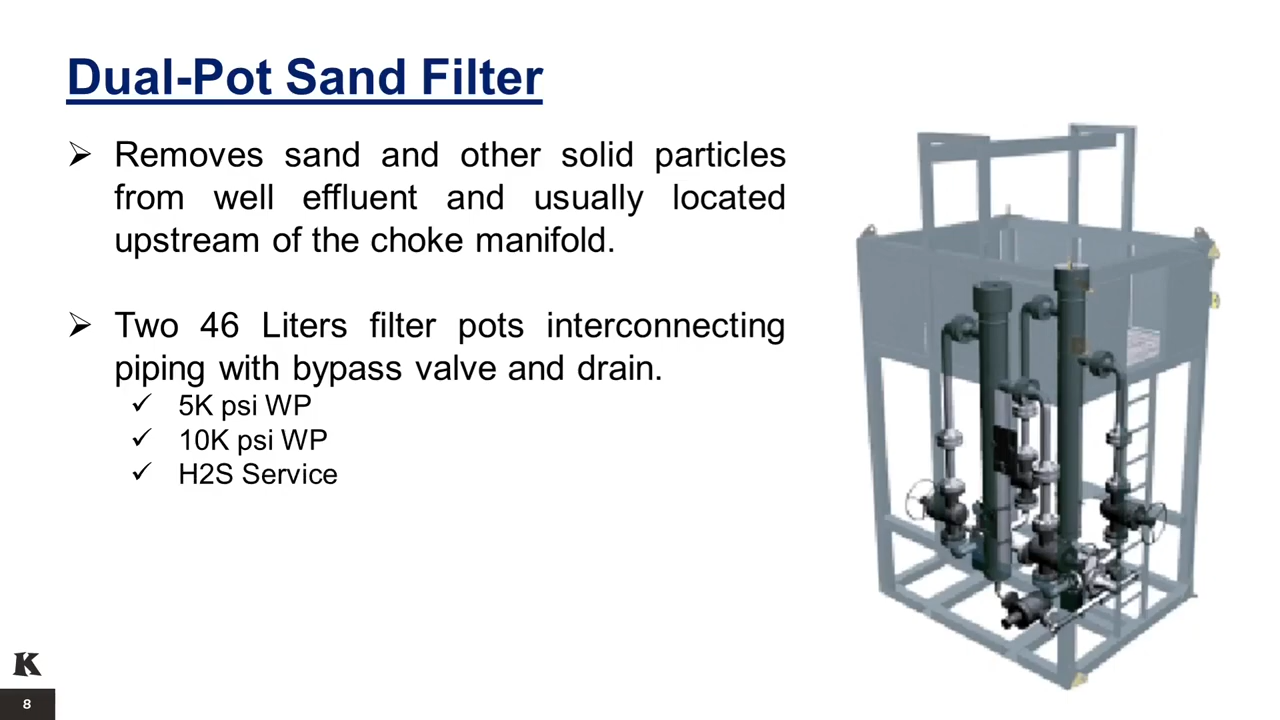 Dual-Pot Sand Filter
➢ Removes sand and other solid particles
from well effluent and usually located
upstream of the choke manifold.
➢ Two 46 Liters filter pots interconnecting
piping with bypass valve and drain.
✓ 5K psi WP
✓ 10K psi WP
✓ H2S Service
K
8